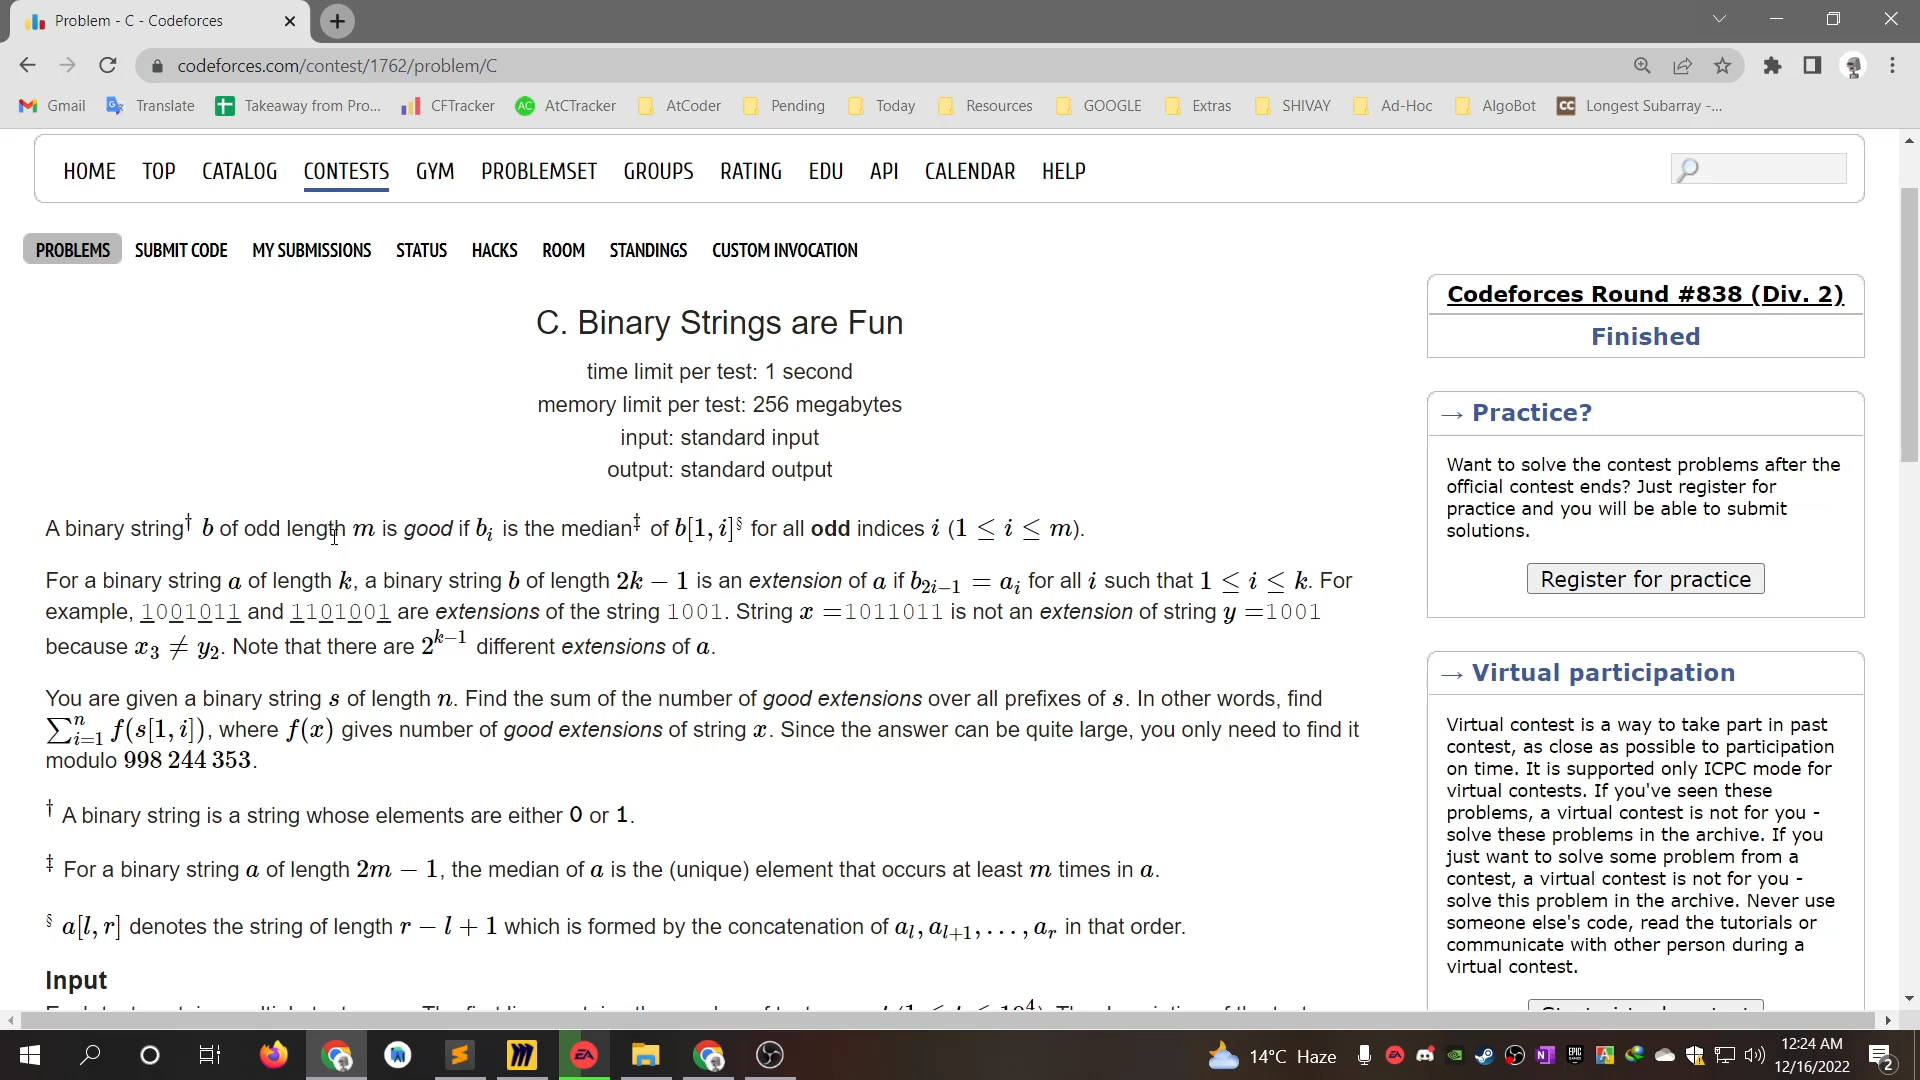 Problem - C - Codeforces
codeforces.com/contest/1762/problem/C
Gmail Translate Takeaway from Pro... CFTracker AC AtCTracker AtCoder Pending Today Resources GOOGLE Extras SHIVAY Ad-Hoc AlgoBot CC Longest Subarray -...
HOME TOP CATALOG CONTESTS GYM PROBLEMSET GROUPS RATING EDU API CALENDAR HELP
PROBLEMS SUBMIT CODE MY SUBMISSIONS STATUS HACKS ROOM STANDINGS CUSTOM INVOCATION
C. Binary Strings are Fun
time limit per test: 1 second
memory limit per test: 256 megabytes
input: standard input
output: standard output
A binary string† b of odd length m is good if bᵢ is the median‡ of b[1, i]§ for all odd indices i (1 ≤ i ≤ m).
For a binary string a of length k, a binary string b of length 2k − 1 is an extension of a if b₂ᵢ₋₁ = aᵢ for all i such that 1 ≤ i ≤ k. For
example, 1001011 and 1101001 are extensions of the string 1001. String x =1011011 is not an extension of string y =1001
because x₃ ≠ y₂. Note that there are 2ᵏ⁻¹ different extensions of a.
You are given a binary string s of length n. Find the sum of the number of good extensions over all prefixes of s. In other words, find
∑ⁿᵢ₌₁ f(s[1, i]), where f(x) gives number of good extensions of string x. Since the answer can be quite large, you only need to find it
modulo 998 244 353.
† A binary string is a string whose elements are either 0 or 1.
‡ For a binary string a of length 2m − 1, the median of a is the (unique) element that occurs at least m times in a.
§ a[l, r] denotes the string of length r − l + 1 which is formed by the concatenation of aₗ, aₗ₊₁, …, aᵣ in that order.
Input
Codeforces Round #838 (Div. 2)
Finished
→ Practice?
Want to solve the contest problems after the
official contest ends? Just register for
practice and you will be able to submit
solutions.
Register for practice
→ Virtual participation
Virtual contest is a way to take part in past
contest, as close as possible to participation
on time. It is supported only ICPC mode for
virtual contests. If you've seen these
problems, a virtual contest is not for you -
solve these problems in the archive. If you
just want to solve some problem from a
contest, a virtual contest is not for you -
solve this problem in the archive. Never use
someone else's code, read the tutorials or
communicate with other person during a
virtual contest.
14°C Haze
12:24 AM
12/16/2022
2